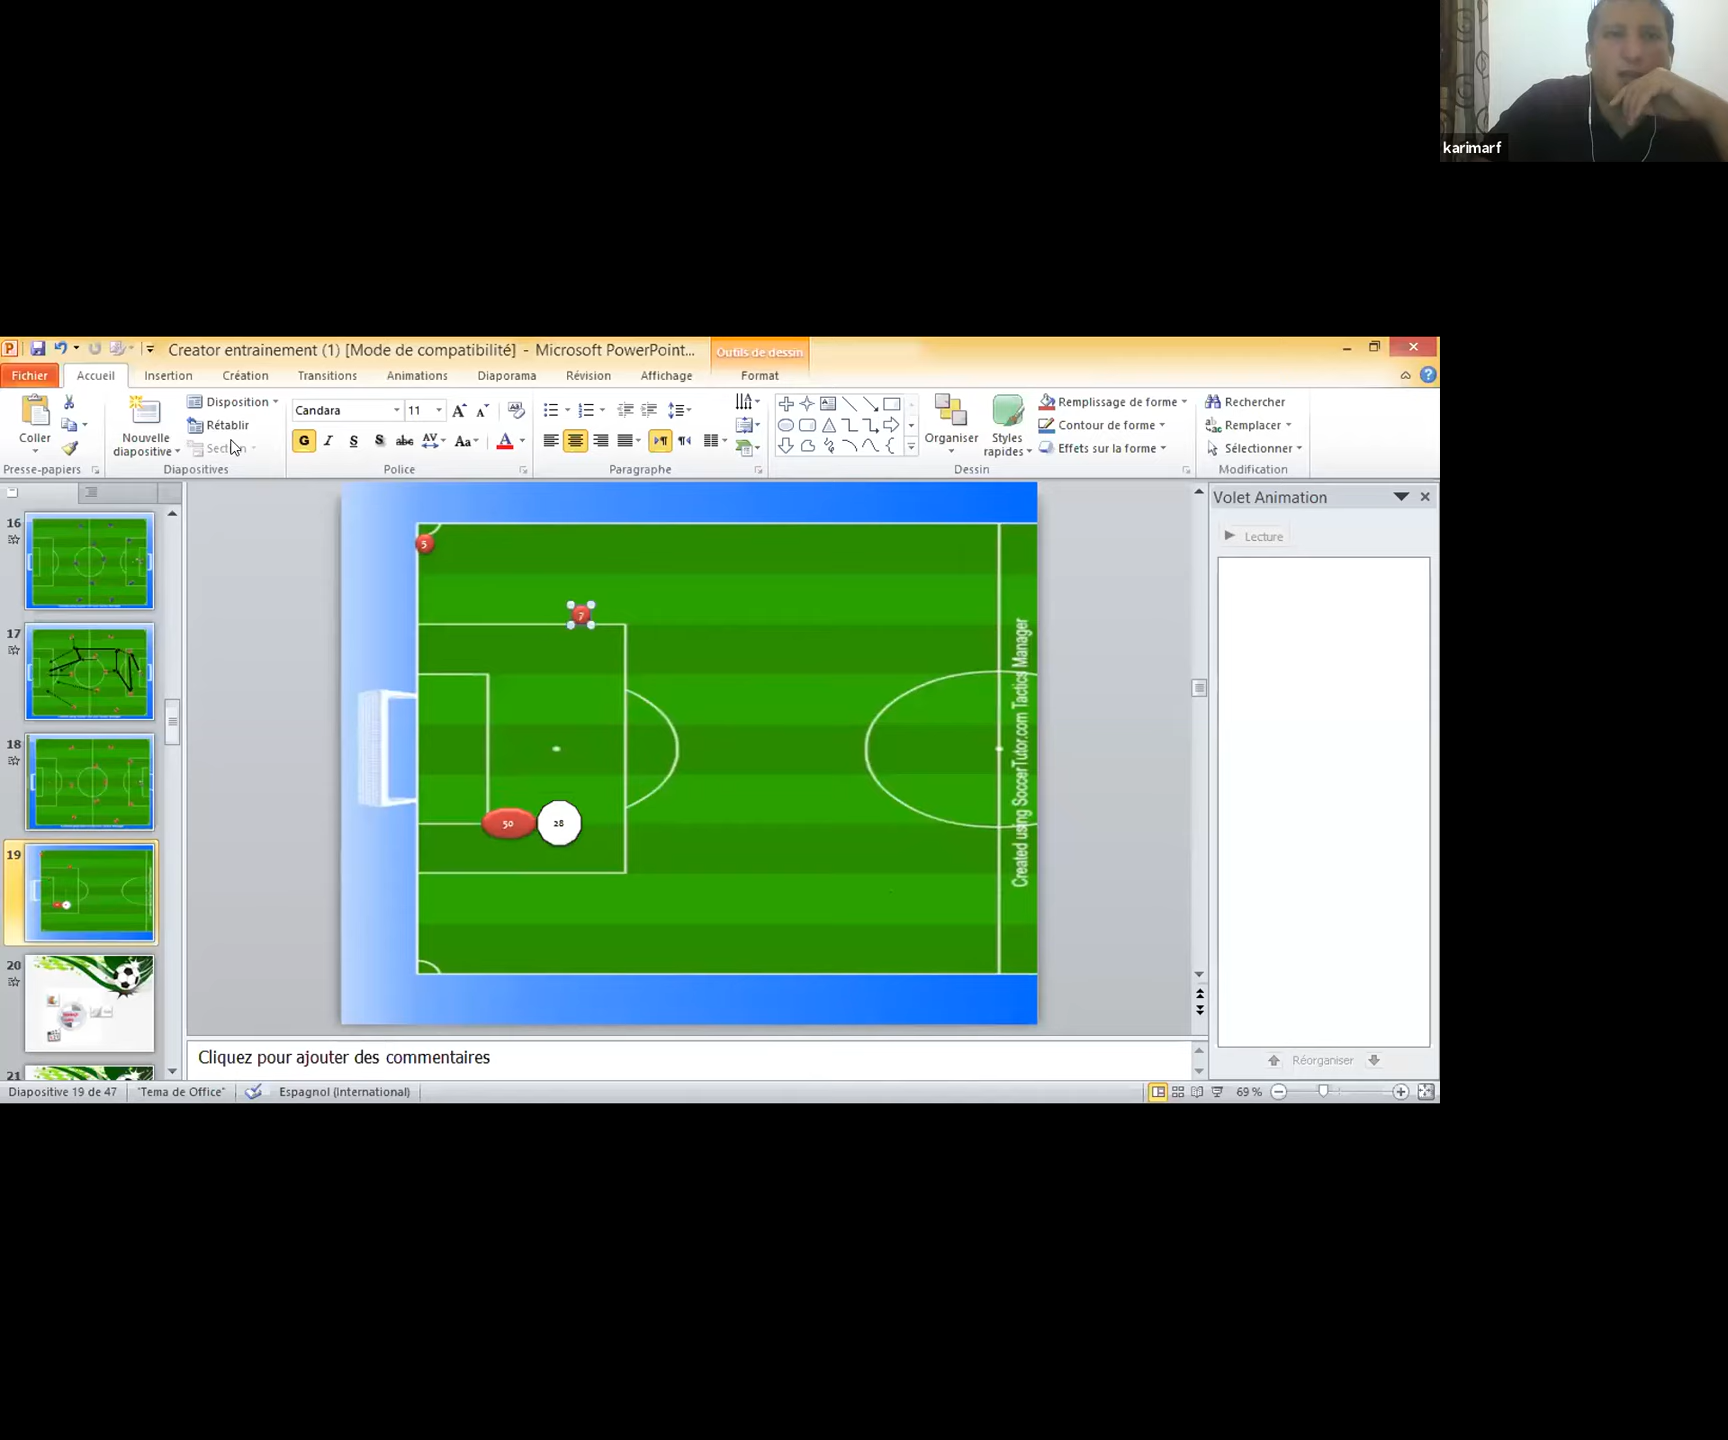 karimarf
Creator entrainement (1) [Mode de compatibilité] - Microsoft PowerPoint...
Outils de dessin
Fichier Accueil Insertion Création Transitions Animations Diaporama Révision Affichage Format
Coller
Presse-papiers
Nouvelle diapositive
Disposition
Rétablir
Diapositives
Candara 11
G I S S abc AV Aa A
Police
Paragraphe
Organiser
Styles rapides
Remplissage de forme
Contour de forme
Effets sur la forme
Dessin
Rechercher
Remplacer
Sélectionner
Modification
16
17
18
19
20
21
5
7
50
28
Created using SoccerTutor.com Tactics Manager
Volet Animation
Lecture
Réorganiser
Cliquez pour ajouter des commentaires
Diapositive 19 de 47 "Tema de Office" Espagnol (International) 69 %